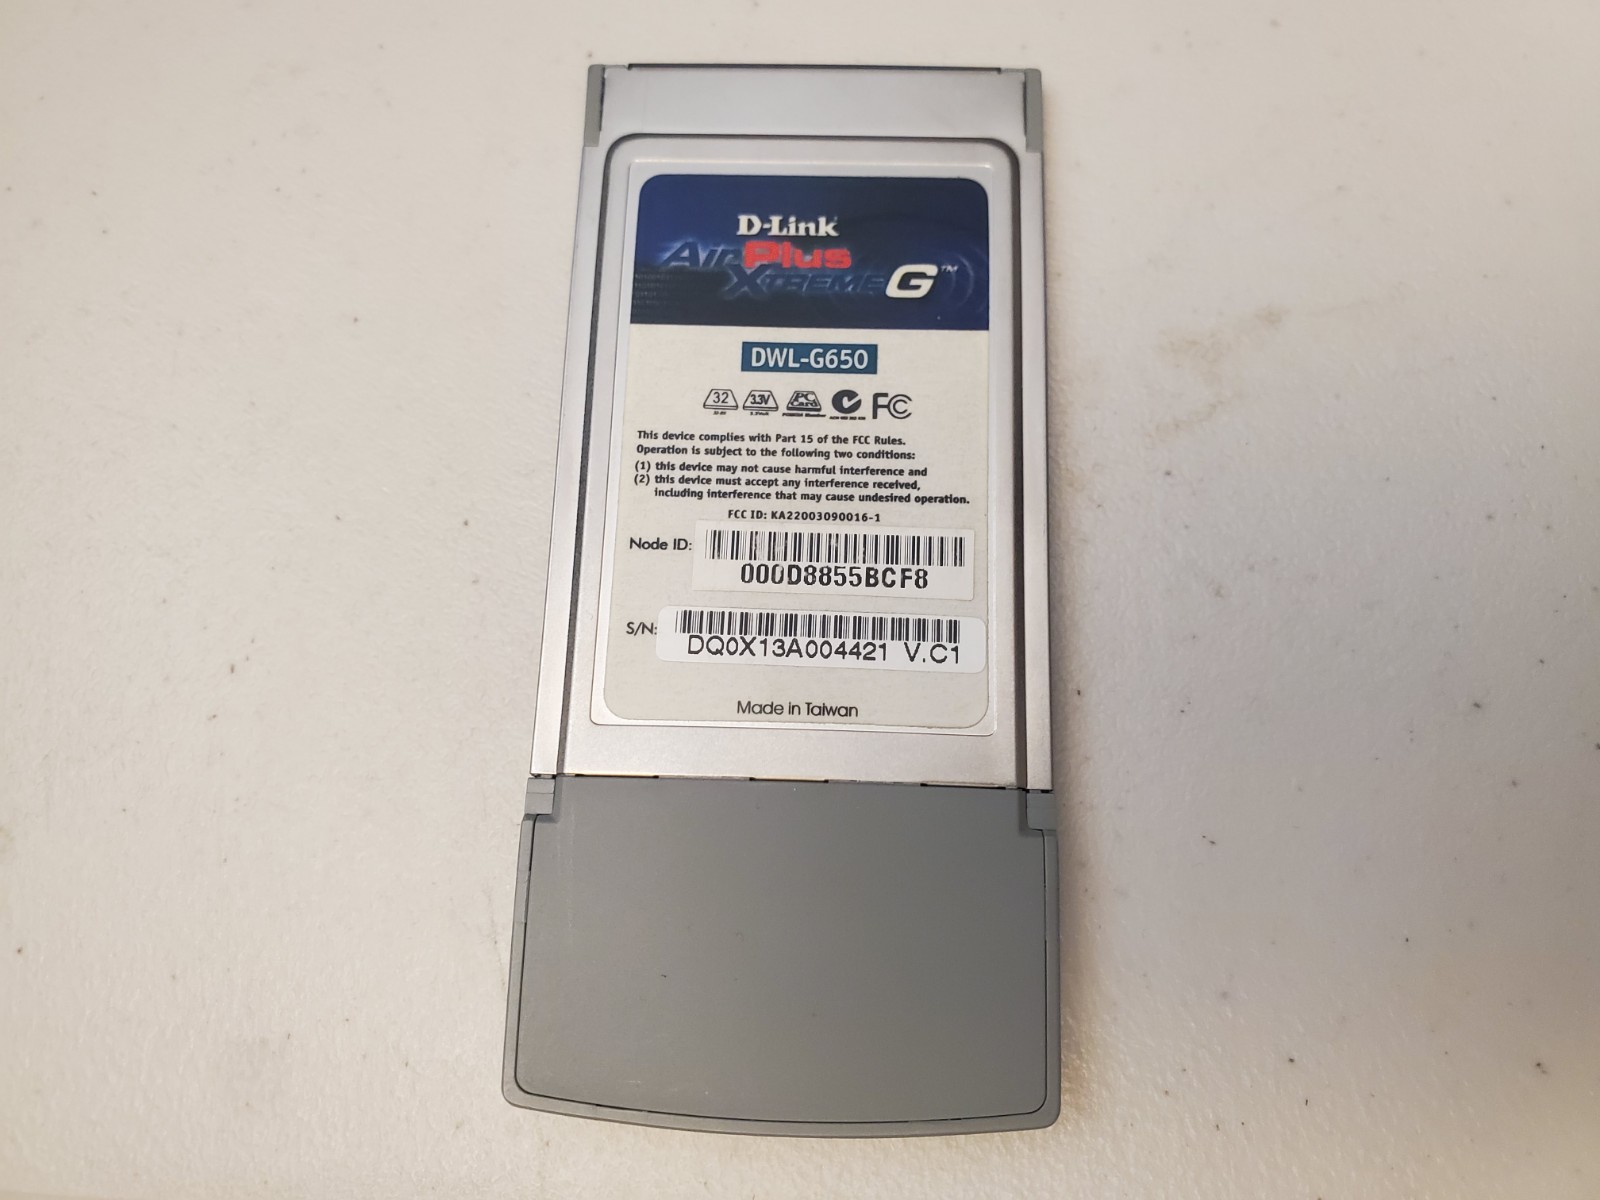 D-Link
AirPlus
XtremeG™
DWL-G650
32 3.3V PC Card FC
This device complies with Part 15 of the FCC Rules.
Operation is subject to the following two conditions:
(1) this device may not cause harmful interference and
(2) this device must accept any interference received,
including interference that may cause undesired operation.
FCC ID: KA22003090016-1
Node ID:
000D8855BCF8
S/N:
DQ0X13A004421 V.C1
Made in Taiwan